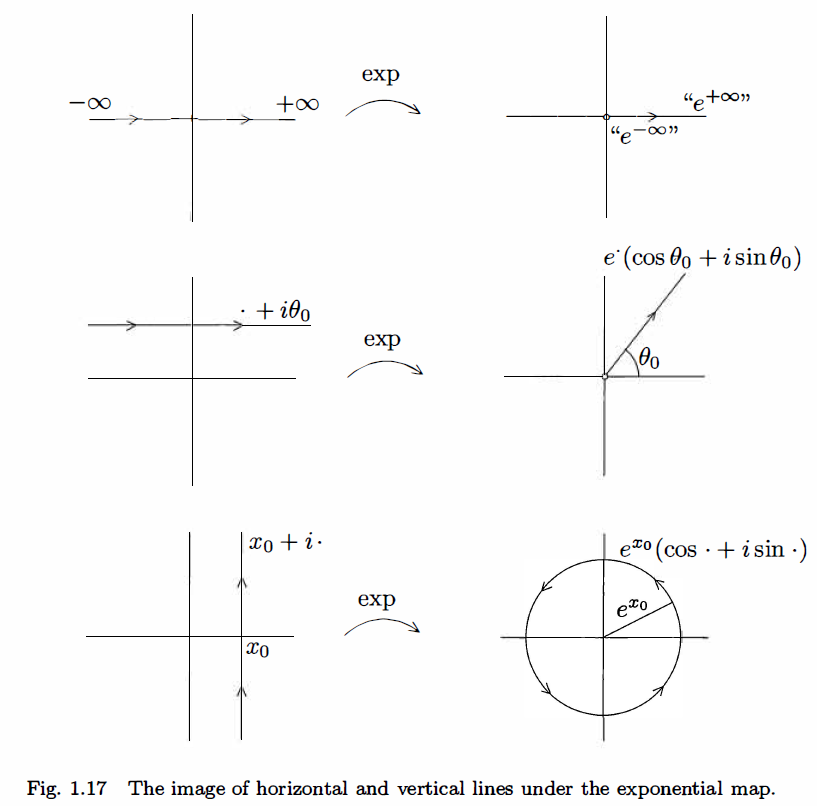 exp
−∞ +∞
“e^{+∞}”
“e^{−∞}”
e^{·}(cos θ₀ + i sin θ₀)
· + iθ₀
exp
θ₀
x₀ + i·
e^{x₀}(cos · + i sin ·)
exp
e^{x₀}
x₀
Fig. 1.17 The image of horizontal and vertical lines under the exponential map.